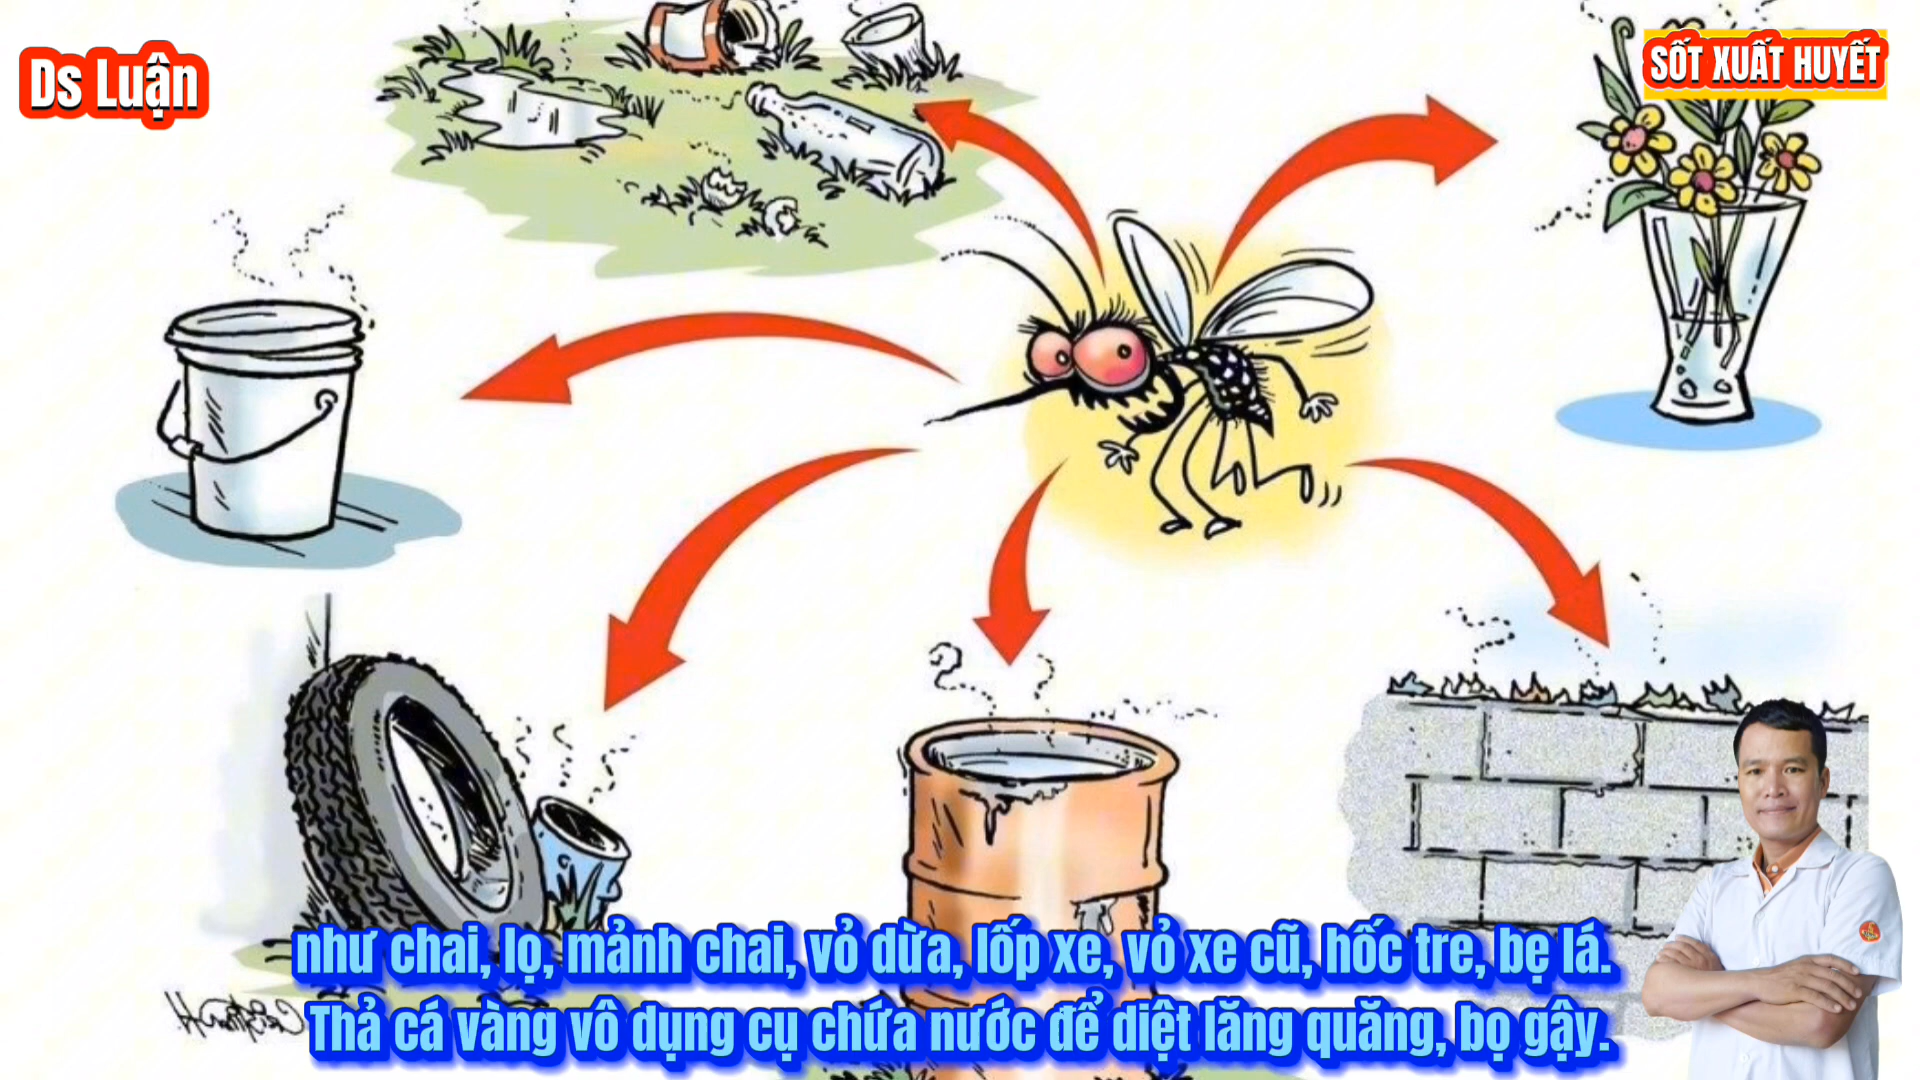 Ds Luận
SỐT XUẤT HUYẾT
như chai, lọ, mảnh chai, vỏ dừa, lốp xe, vỏ xe cũ, hốc tre, bẹ lá.
Thả cá vàng vô dụng cụ chứa nước để diệt lăng quăng, bọ gậy.